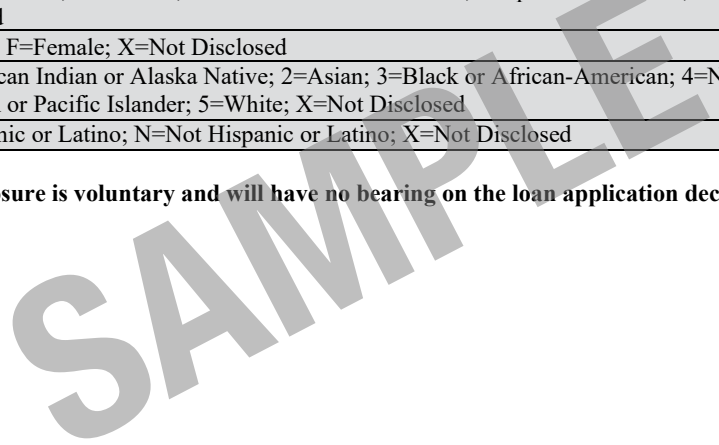 d
F=Female; X=Not Disclosed
can Indian or Alaska Native; 2=Asian; 3=Black or African-American; 4=N
or Pacific Islander; 5=White; X=Not Disclosed
nic or Latino; N=Not Hispanic or Latino; X=Not Disclosed
sure is voluntary and will have no bearing on the loan application dec
SAMPLE